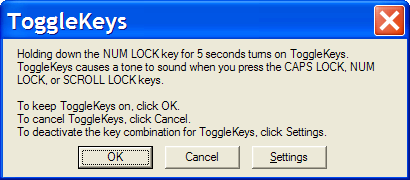 ToggleKeys
Holding down the NUM LOCK key for 5 seconds turns on ToggleKeys.
ToggleKeys causes a tone to sound when you press the CAPS LOCK, NUM
LOCK, or SCROLL LOCK keys.
To keep ToggleKeys on, click OK.
To cancel ToggleKeys, click Cancel.
To deactivate the key combination for ToggleKeys, click Settings.
OK Cancel Settings